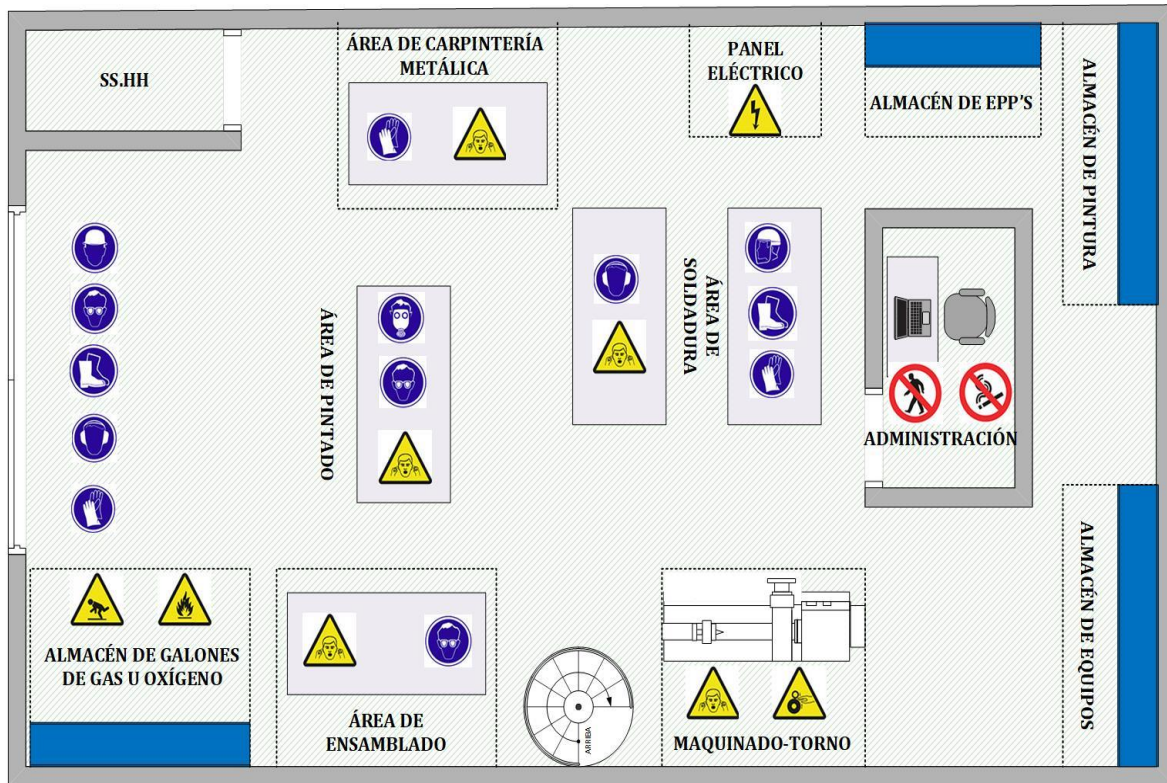 SS.HH
ÁREA DE CARPINTERÍA
METÁLICA
PANEL
ELÉCTRICO
ALMACÉN DE EPP'S
ALMACÉN DE PINTURA
ÁREA DE PINTADO
ÁREA DE
SOLDADURA
ADMINISTRACIÓN
ALMACÉN DE GALONES
DE GAS U OXÍGENO
ÁREA DE
ENSAMBLADO
ARRIBA
MAQUINADO-TORNO
ALMACÉN DE EQUIPOS